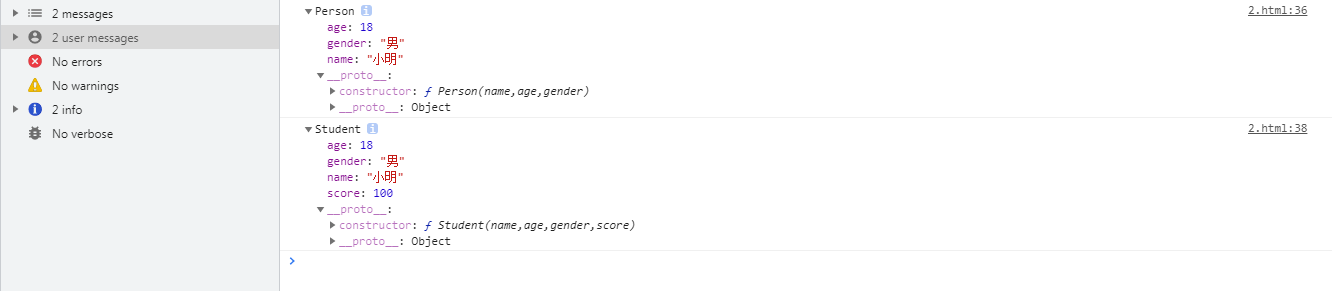 2 messages
2 user messages
No errors
No warnings
2 info
No verbose
Person i 2.html:36
age: 18
gender: "男"
name: "小明"
__proto__:
constructor: ƒ Person(name,age,gender)
__proto__: Object
Student i 2.html:38
age: 18
gender: "男"
name: "小明"
score: 100
__proto__:
constructor: ƒ Student(name,age,gender,score)
__proto__: Object